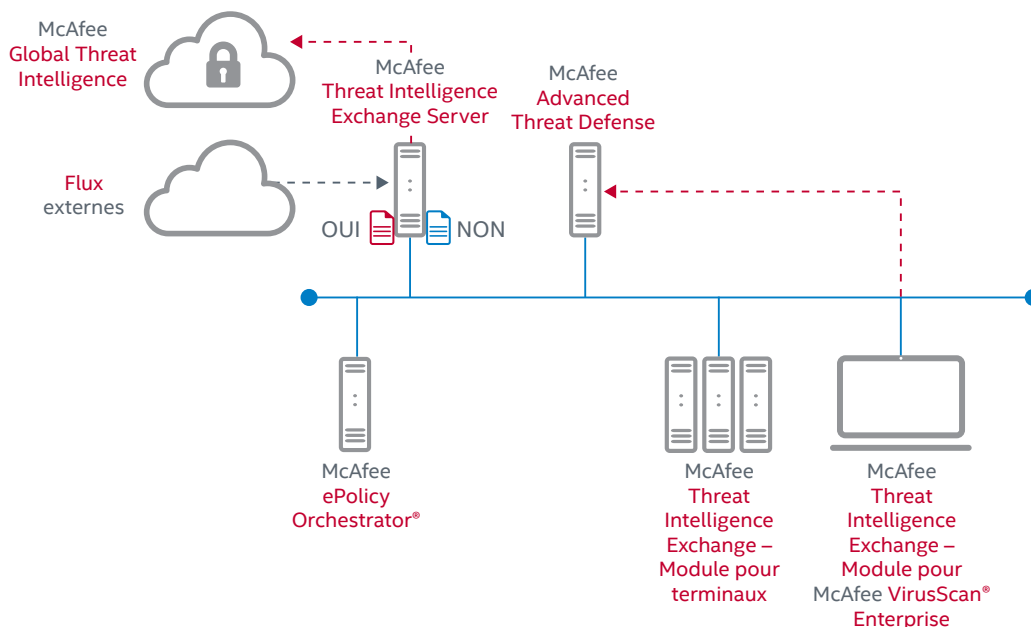 McAfee
Global Threat
Intelligence
McAfee
Threat Intelligence
Exchange Server
McAfee
Advanced
Threat Defense
Flux
externes
OUI
NON
McAfee
ePolicy
Orchestrator®
McAfee
Threat
Intelligence
Exchange –
Module pour
terminaux
McAfee
Threat
Intelligence
Exchange –
Module pour
McAfee VirusScan®
Enterprise